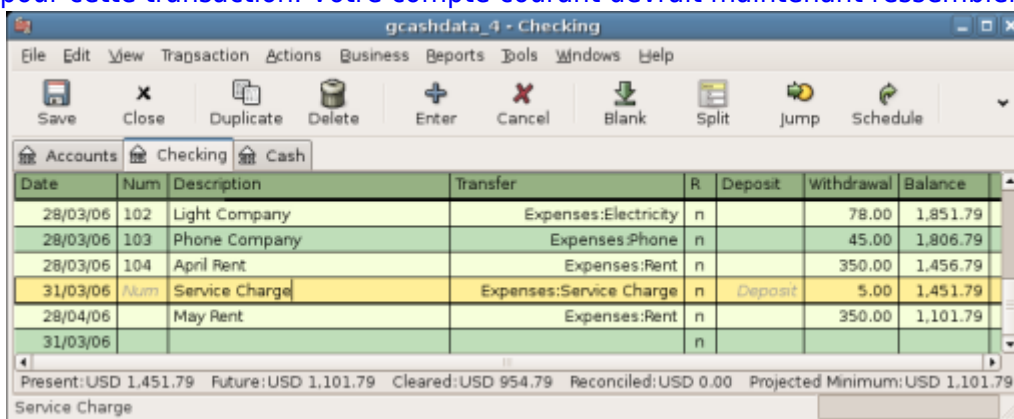 pour cette transaction. Votre compte courant devrait maintenant ressembler
gcashdata_4 - Checking
File Edit View Transaction Actions Business Reports Tools Windows Help
Save Close Duplicate Delete Enter Cancel Blank Split Jump Schedule
Accounts Checking Cash
Date Num Description Transfer R Deposit Withdrawal Balance
28/03/06 102 Light Company Expenses:Electricity n 78.00 1,851.79
28/03/06 103 Phone Company Expenses:Phone n 45.00 1,806.79
28/03/06 104 April Rent Expenses:Rent n 350.00 1,456.79
31/03/06 Num Service Charge Expenses:Service Charge n Deposit 5.00 1,451.79
28/04/06 May Rent Expenses:Rent n 350.00 1,101.79
31/03/06 n
Present:USD 1,451.79 Future:USD 1,101.79 Cleared:USD 954.79 Reconciled:USD 0.00 Projected Minimum:USD 1,101.79
Service Charge